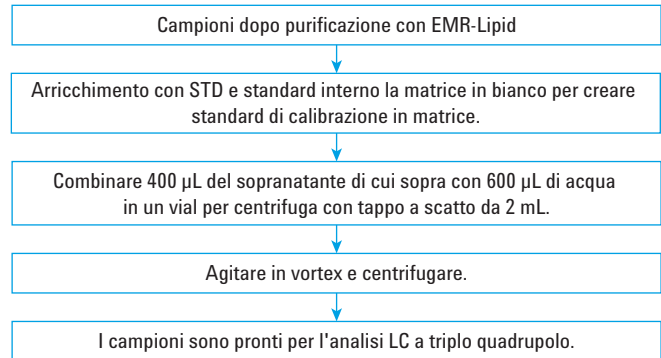 Campioni dopo purificazione con EMR-Lipid
Arricchimento con STD e standard interno la matrice in bianco per creare
standard di calibrazione in matrice.
Combinare 400 µL del sopranatante di cui sopra con 600 µL di acqua
in un vial per centrifuga con tappo a scatto da 2 mL.
Agitare in vortex e centrifugare.
I campioni sono pronti per l'analisi LC a triplo quadrupolo.